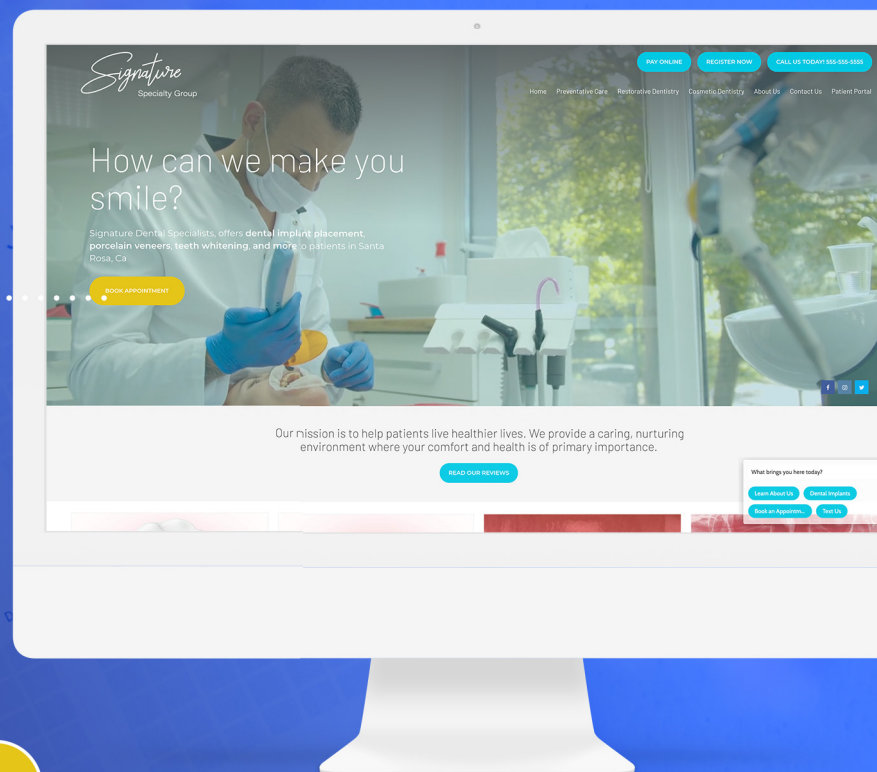 Signature
Specialty Group
PAY ONLINE
REGISTER NOW
CALL US TODAY! 555-555-5555
Home
Preventative Care
Restorative Dentistry
Cosmetic Dentistry
About Us
Contact Us
Patient Portal
How can we make you
smile?
Signature Dental Specialists, offers dental implant placement,
porcelain veneers, teeth whitening, and more to patients in Santa
Rosa, Ca
BOOK APPOINTMENT
Our mission is to help patients live healthier lives. We provide a caring, nurturing
environment where your comfort and health is of primary importance.
READ OUR REVIEWS
What brings you here today?
Learn About Us
Dental Implants
Book an Appointm...
Text Us